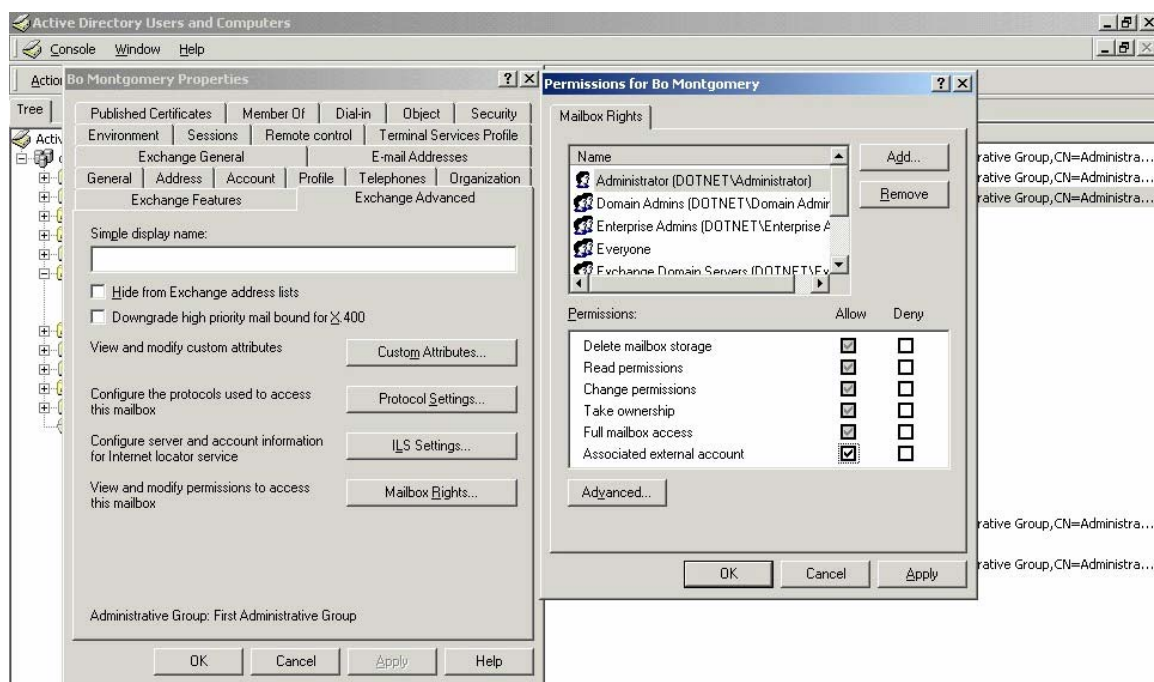 Active Directory Users and Computers
Console Window Help
Action
Tree
Bo Montgomery Properties
Published Certificates Member Of Dial-in Object Security
Environment Sessions Remote control Terminal Services Profile
Exchange General E-mail Addresses
General Address Account Profile Telephones Organization
Exchange Features Exchange Advanced
Simple display name:
Hide from Exchange address lists
Downgrade high priority mail bound for X.400
View and modify custom attributes
Custom Attributes...
Configure the protocols used to access
this mailbox
Protocol Settings...
Configure server and account information
for Internet locator service
ILS Settings...
View and modify permissions to access
this mailbox
Mailbox Rights...
Administrative Group: First Administrative Group
OK Cancel Apply Help
Permissions for Bo Montgomery
Mailbox Rights
Name
Administrator (DOTNET\Administrator)
Domain Admins (DOTNET\Domain Admir
Enterprise Admins (DOTNET\Enterprise A
Everyone
Exchange Domain Servers (DOTNET\Ex
Add...
Remove
Permissions: Allow Deny
Delete mailbox storage
Read permissions
Change permissions
Take ownership
Full mailbox access
Associated external account
Advanced...
OK Cancel Apply
rative Group,CN=Administra...
rative Group,CN=Administra...
rative Group,CN=Administra...
rative Group,CN=Administra...
rative Group,CN=Administra...